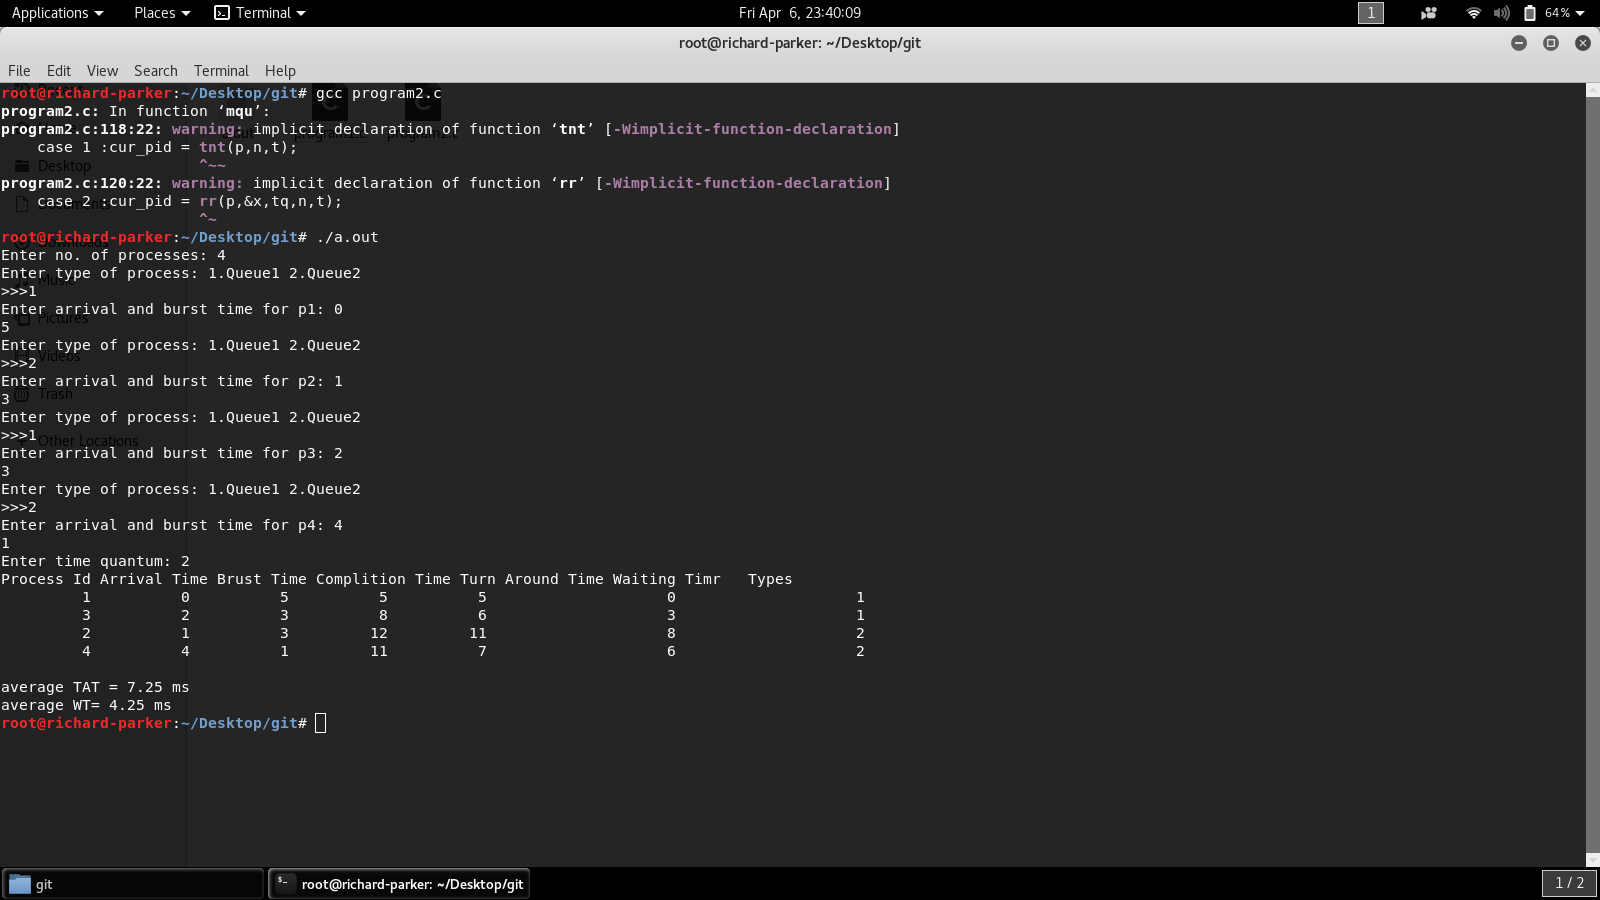 Applications Places Terminal Fri Apr 6, 23:40:09 1 64%
root@richard-parker: ~/Desktop/git
File Edit View Search Terminal Help
root@richard-parker:~/Desktop/git# gcc program2.c
program2.c: In function ‘mqu’:
program2.c:118:22: warning: implicit declaration of function ‘tnt’ [-Wimplicit-function-declaration]
    case 1 :cur_pid = tnt(p,n,t);
                      ^~~
program2.c:120:22: warning: implicit declaration of function ‘rr’ [-Wimplicit-function-declaration]
    case 2 :cur_pid = rr(p,&x,tq,n,t);
                      ^~
root@richard-parker:~/Desktop/git# ./a.out
Enter no. of processes: 4
Enter type of process: 1.Queue1 2.Queue2
>>>1
Enter arrival and burst time for p1: 0
5
Enter type of process: 1.Queue1 2.Queue2
>>>2
Enter arrival and burst time for p2: 1
3
Enter type of process: 1.Queue1 2.Queue2
>>>1
Enter arrival and burst time for p3: 2
3
Enter type of process: 1.Queue1 2.Queue2
>>>2
Enter arrival and burst time for p4: 4
1
Enter time quantum: 2
Process Id Arrival Time Brust Time Complition Time Turn Around Time Waiting Timr   Types
         1          0          5          5          5                    0                    1
         3          2          3          8          6                    3                    1
         2          1          3         12         11                    8                    2
         4          4          1         11          7                    6                    2
average TAT = 7.25 ms
average WT= 4.25 ms
root@richard-parker:~/Desktop/git#
Desktop
Music
Pictures
Videos
Trash
Other Locations
git root@richard-parker: ~/Desktop/git 1 / 2